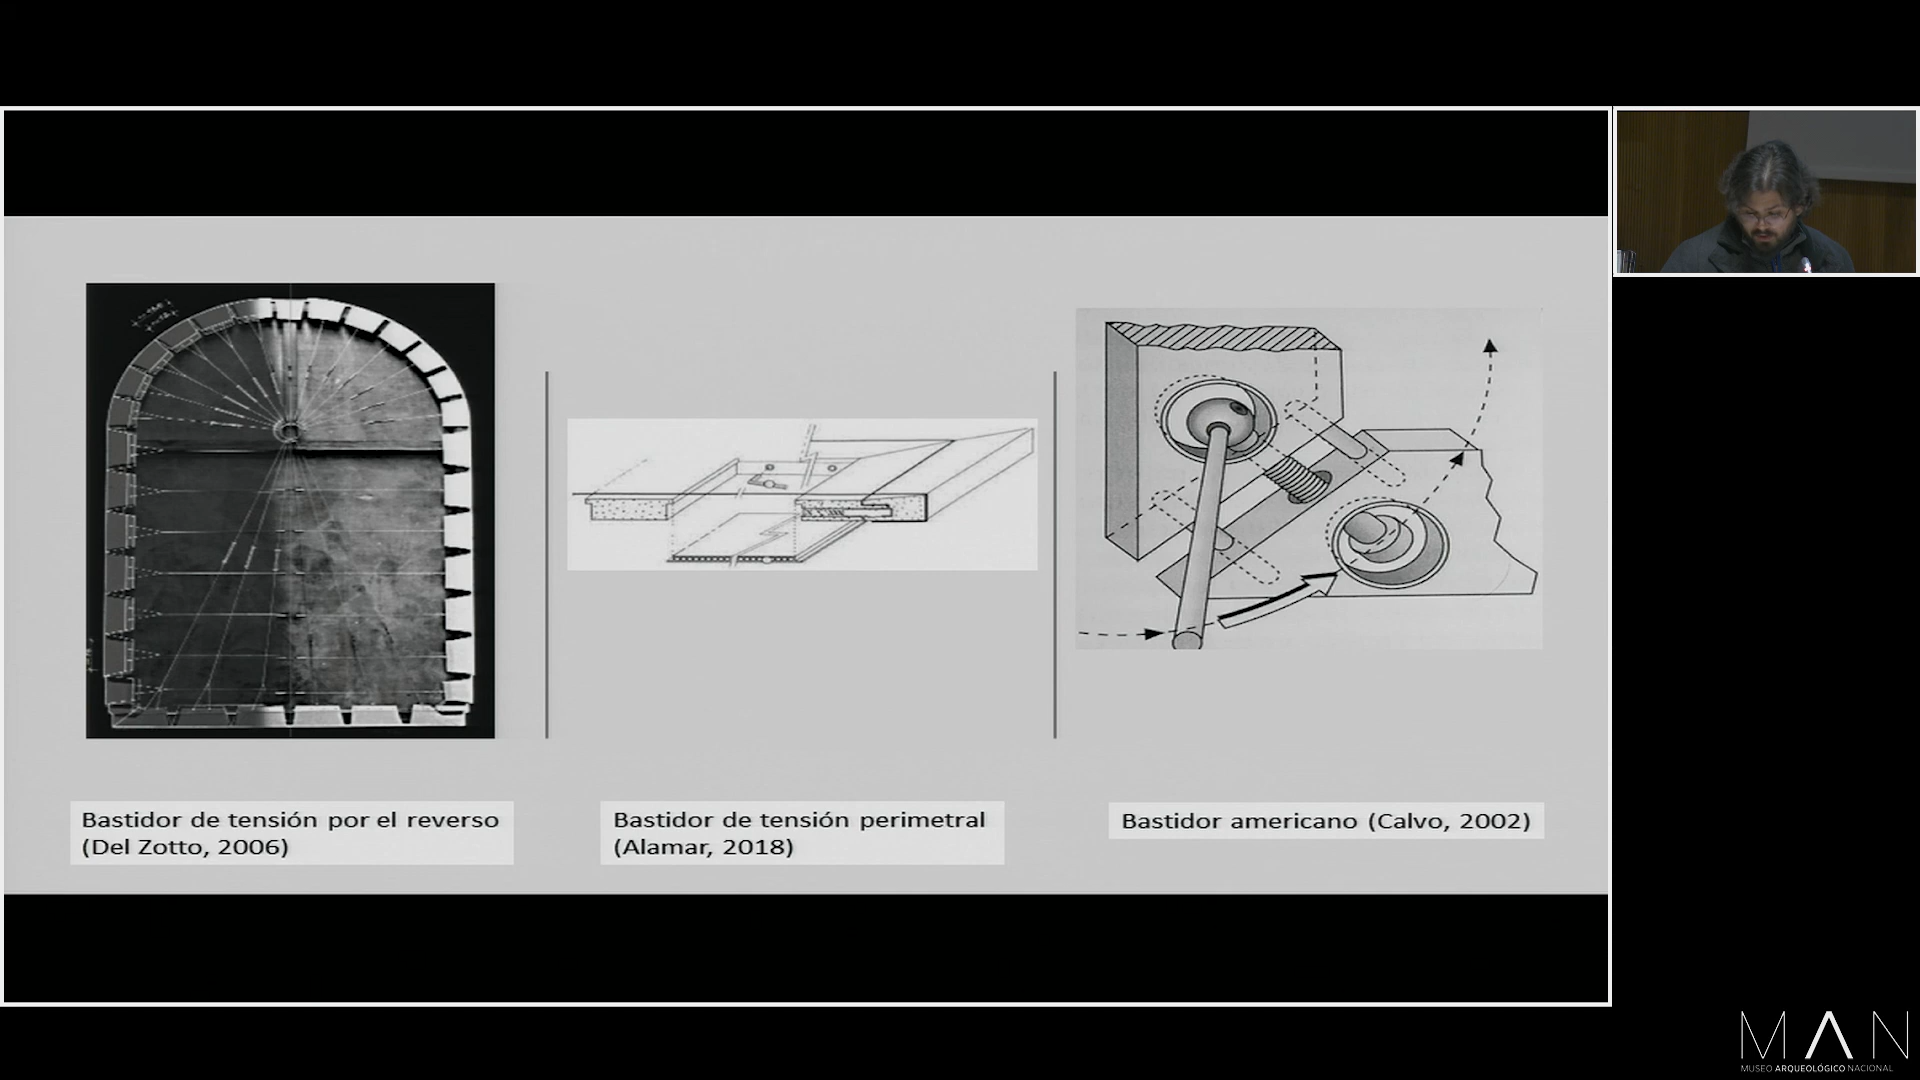 Bastidor de tensión por el reverso
(Del Zotto, 2006)
Bastidor de tensión perimetral
(Alamar, 2018)
Bastidor americano (Calvo, 2002)
MAN
MUSEO ARQUEOLÓGICO NACIONAL